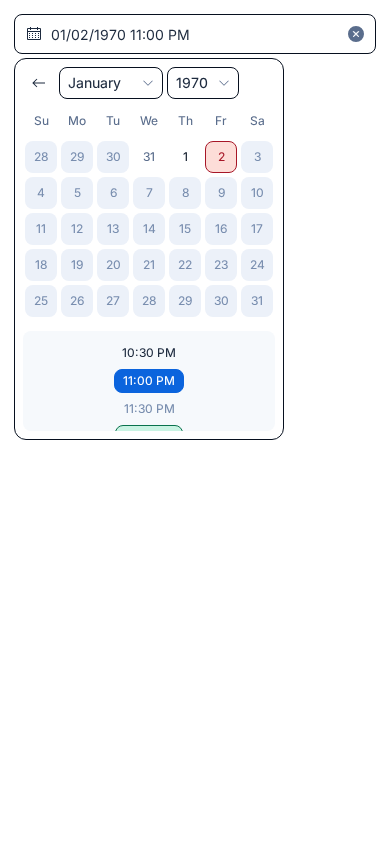 01/02/1970 11:00 PM
January 1970
Su Mo Tu We Th Fr Sa
28 29 30 31 1 2 3
4 5 6 7 8 9 10
11 12 13 14 15 16 17
18 19 20 21 22 23 24
25 26 27 28 29 30 31
10:30 PM
11:00 PM
11:30 PM